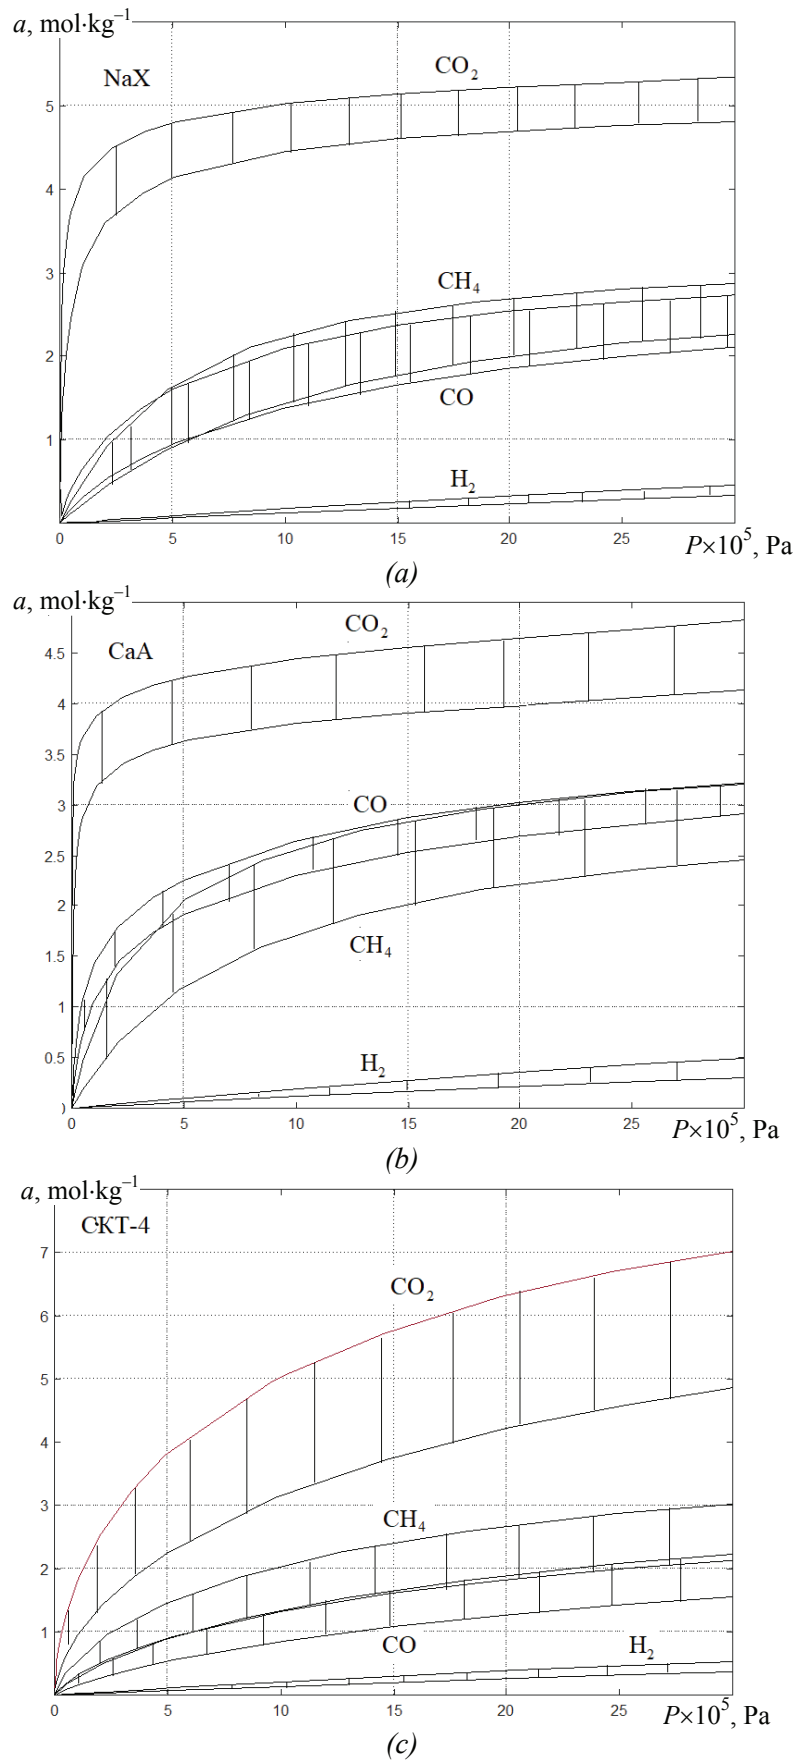 a, mol·kg⁻¹
NaX
CO₂
5
4
3
CH₄
2
CO
1
H₂
0 5 10 15 20 25
P×10⁵, Pa
(a)
a, mol·kg⁻¹
CO₂
CaA
4.5
4
3.5
CO
3
2.5
2
CH₄
1.5
1
H₂
0.5
0 5 10 15 20 25
P×10⁵, Pa
(b)
a, mol·kg⁻¹
СКТ-4
7
CO₂
6
5
4
3
CH₄
2
1
CO
H₂
0 5 10 15 20 25
P×10⁵, Pa
(c)